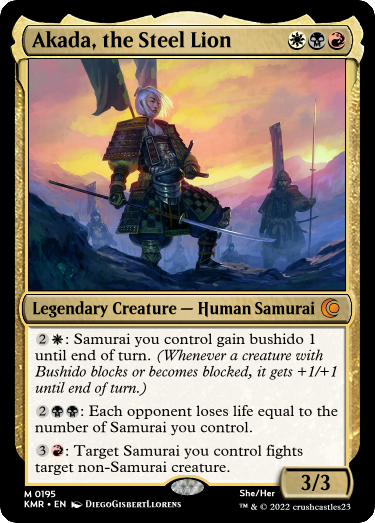 Akada, the Steel Lion
Legendary Creature — Human Samurai
2 : Samurai you control gain bushido 1
until end of turn. (Whenever a creature with
Bushido blocks or becomes blocked, it gets +1/+1
until end of turn.)
2 : Each opponent loses life equal to the
number of Samurai you control.
3 : Target Samurai you control fights
target non-Samurai creature.
3/3
M 0195 She/Her
KMR • EN DiegoGisbertLlorens ™ & © 2022 crushcastles23